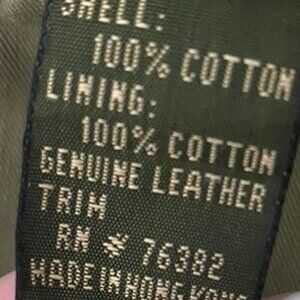 SHELL:
100% COTTON
LINING:
100% COTTON
GENUINE LEATHER
TRIM
RN # 76382
MADE IN HONG KONG